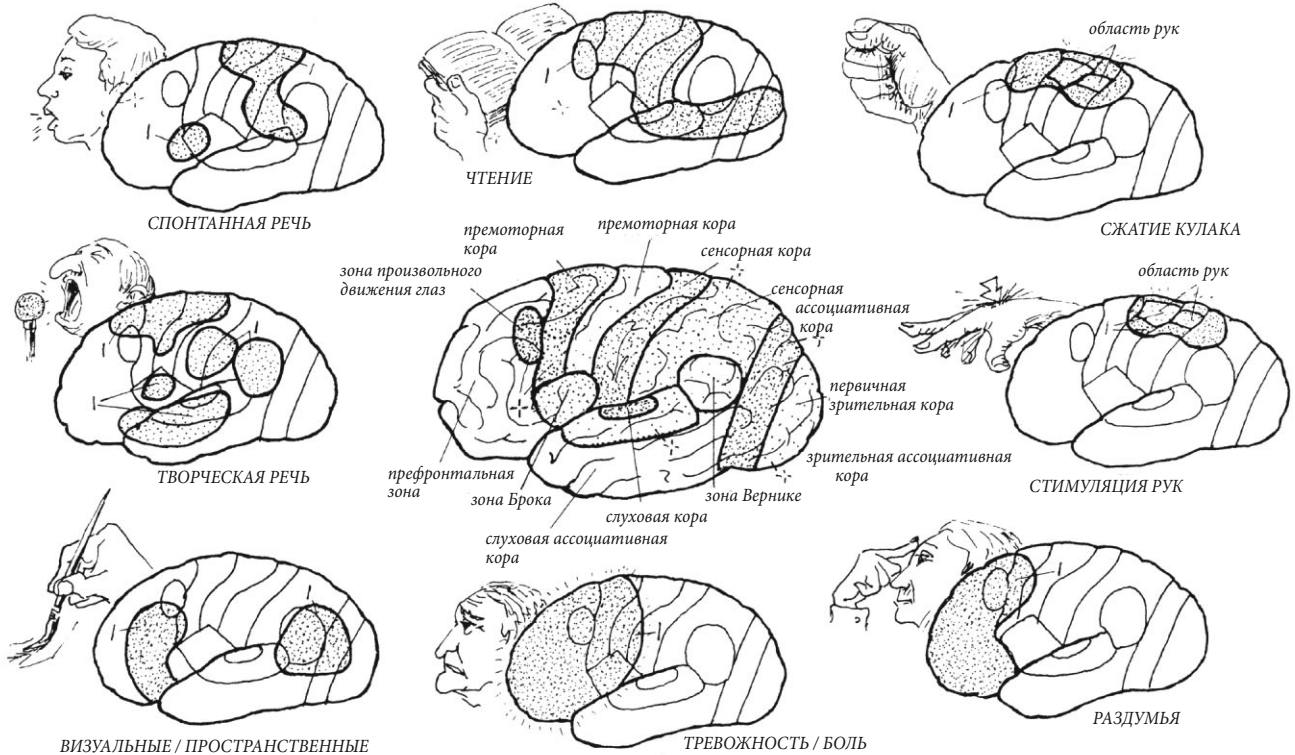 область рук
ЧТЕНИЕ
СПОНТАННАЯ РЕЧЬ
СЖАТИЕ КУЛАКА
премоторная
кора
премоторная кора
зона произвольного
движения глаз
сенсорная кора
сенсорная
ассоциативная
кора
область рук
первичная
зрительная кора
зрительная ассоциативная
кора
префронтальная
зона
зона Брока
зона Вернике
слуховая кора
слуховая ассоциативная
кора
ТВОРЧЕСКАЯ РЕЧЬ
СТИМУЛЯЦИЯ РУК
ВИЗУАЛЬНЫЕ / ПРОСТРАНСТВЕННЫЕ
ТРЕВОЖНОСТЬ / БОЛЬ
РАЗДУМЬЯ